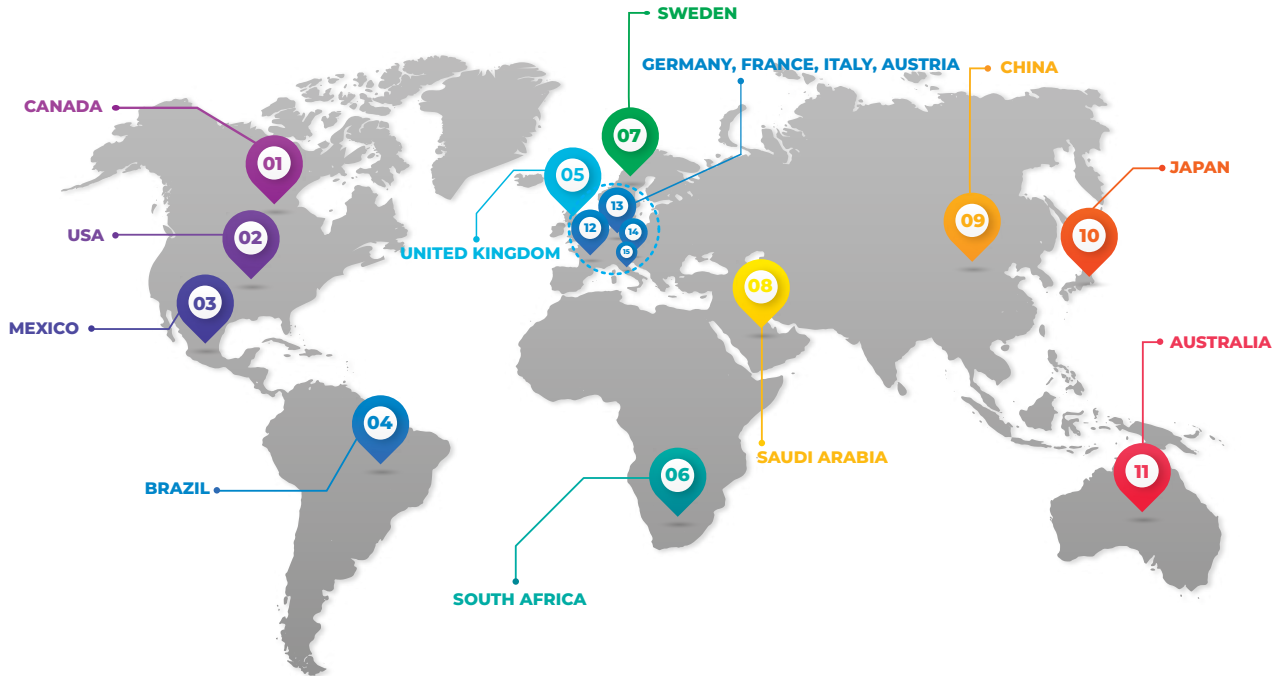 SWEDEN
GERMANY, FRANCE, ITALY, AUSTRIA
CHINA
CANADA
01
07
05
JAPAN
USA
02
13
12
14
15
09
10
UNITED KINGDOM
03
08
MEXICO
AUSTRALIA
04
SAUDI ARABIA
06
11
BRAZIL
SOUTH AFRICA